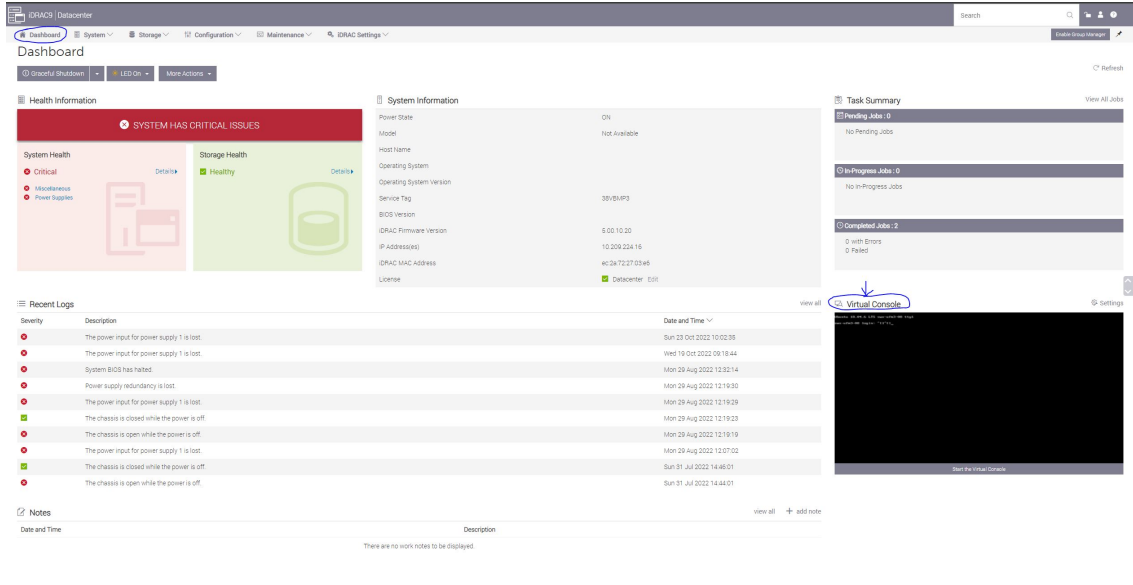 iDRAC9 Datacenter
Search
Dashboard System Storage Configuration Maintenance iDRAC Settings
Enable Group Manager
Dashboard
Graceful Shutdown LED On More Actions
Refresh
Health Information
SYSTEM HAS CRITICAL ISSUES
System Health
Critical Details
Miscellaneous
Power Supplies
Storage Health
Healthy Details
System Information
Power State ON
Model Not Available
Host Name
Operating System
Operating System Version
Service Tag 38VBMP3
BIOS Version
iDRAC Firmware Version 5.00.10.20
IP Address(es) 10.209.224.16
iDRAC MAC Address ec:2a:72:27:03:e6
License Datacenter Edit
Task Summary View All Jobs
Pending Jobs : 0
No Pending Jobs
In-Progress Jobs : 0
No In-Progress Jobs
Completed Jobs : 2
0 with Errors
0 Failed
Recent Logs view all
Severity Description Date and Time
The power input for power supply 1 is lost. Sun 23 Oct 2022 10:02:35
The power input for power supply 1 is lost. Wed 19 Oct 2022 09:18:44
System BIOS has halted. Mon 29 Aug 2022 12:32:14
Power supply redundancy is lost. Mon 29 Aug 2022 12:19:30
The power input for power supply 1 is lost. Mon 29 Aug 2022 12:19:29
The chassis is closed while the power is off. Mon 29 Aug 2022 12:19:23
The chassis is open while the power is off. Mon 29 Aug 2022 12:19:19
The power input for power supply 1 is lost. Mon 29 Aug 2022 12:07:02
The chassis is closed while the power is off. Sun 31 Jul 2022 14:46:01
The chassis is open while the power is off. Sun 31 Jul 2022 14:44:01
Virtual Console Settings
Start the Virtual Console
Notes view all + add note
Date and Time Description
There are no work notes to be displayed.